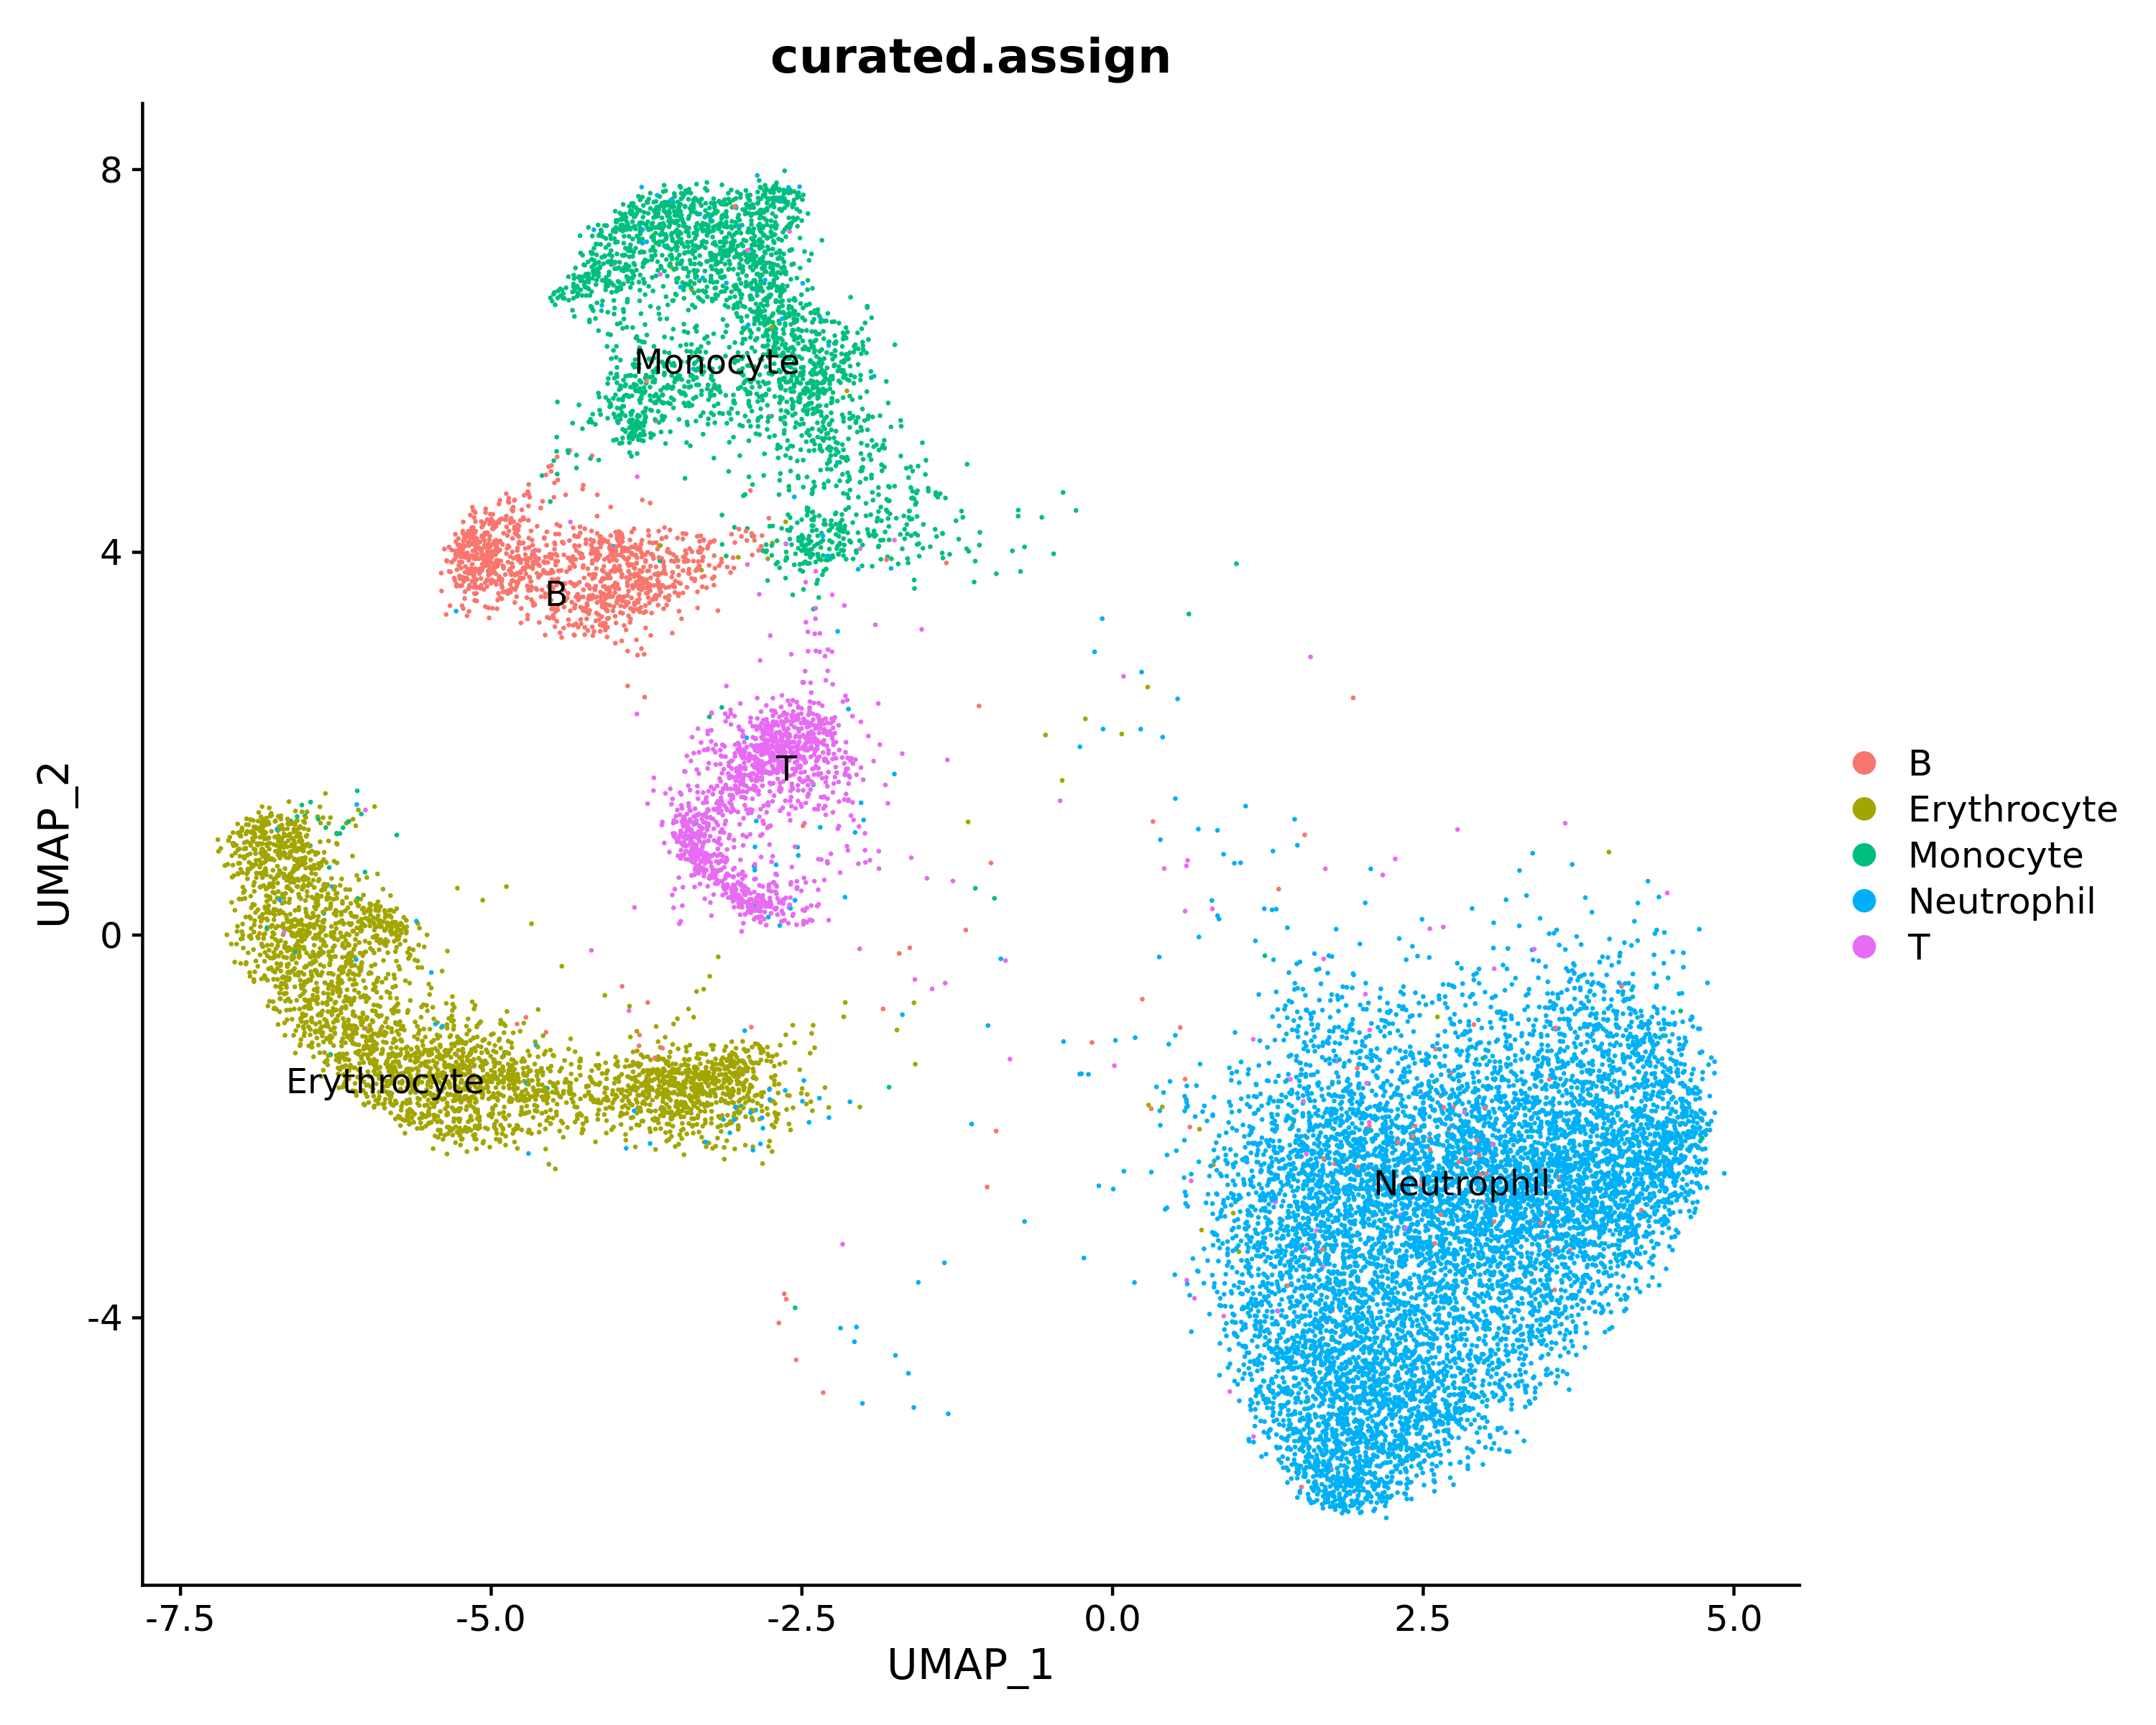 curated.assign
8
4
0
-4
UMAP_2
Monocyte
B
T
Erythrocyte
Neutrophil
B
Erythrocyte
Monocyte
Neutrophil
T
-7.5 -5.0 -2.5 0.0 2.5 5.0
UMAP_1